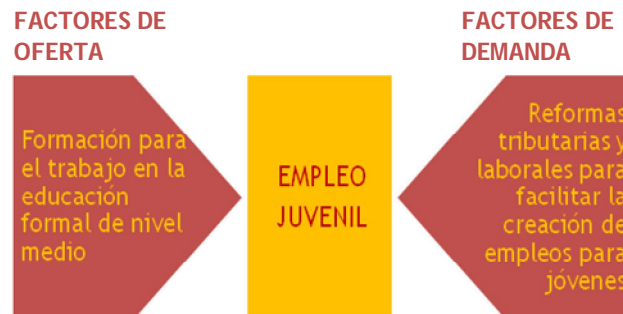 FACTORES DE
OFERTA
FACTORES DE
DEMANDA
Formación para
el trabajo en la
educación
formal de nivel
medio
EMPLEO
JUVENIL
Reformas
tributarias y
laborales para
facilitar la
creación de
empleos para
jóvenes